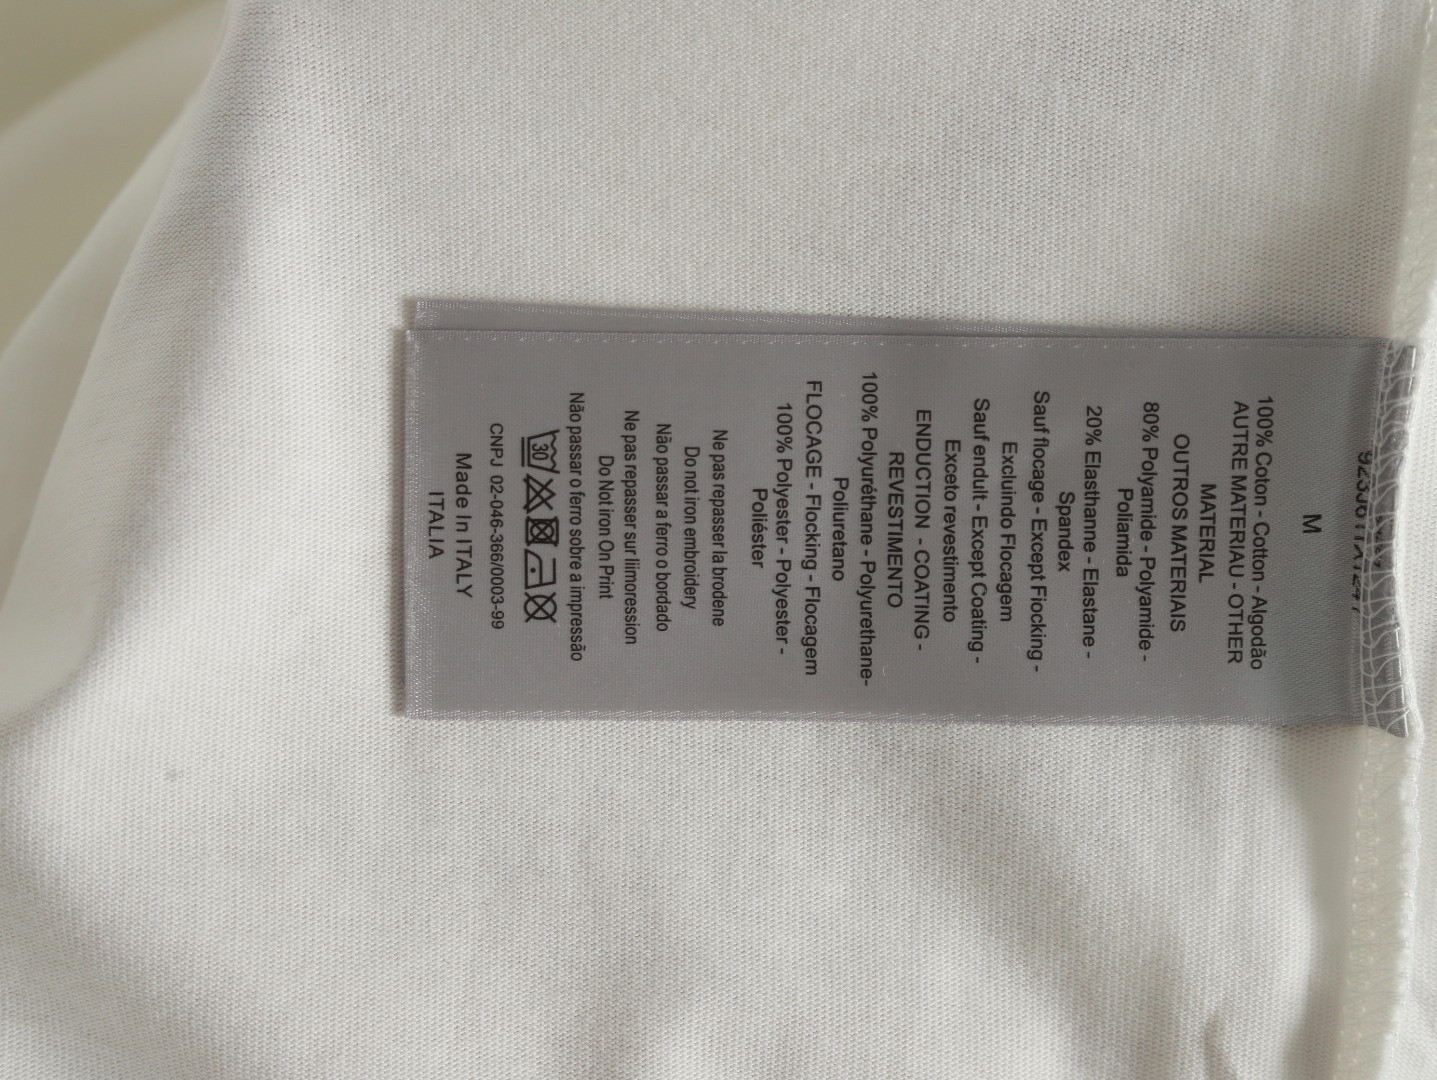 M
100% Coton - Cotton - Algodão
AUTRE MATERIAU - OTHER
MATERIAL
OUTROS MATERIAIS
80% Polyamide - Polyamide -
Poliamida
20% Elasthanne - Elastane -
Spandex
Sauf flocage - Except Flocking -
Excluindo Flocagem
Sauf endult - Except Coating -
Exceto revestimento
ENDUCTION - COATING -
REVESTIMENTO
100% Polyuréthane - Polyurethane-
Poliuretano
FLOCAGE - Flocking - Flocagem
100% Polyester - Polyester -
Poliéster
Ne pas repasser la brodene
Do not iron embroidery
Não passar a ferro o bordado
Ne pas repasser sur liimoression
Do Not iron On Print
Não passar o ferro sobre a impressão
30
CNPJ 02-046-366/0003-99
Made In ITALY
ITALIA